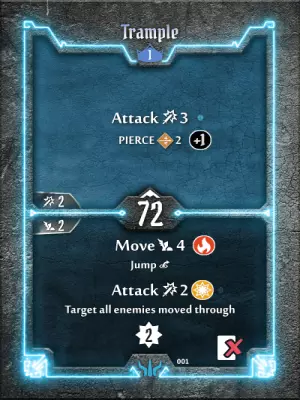 Trample
1
Attack 3
PIERCE 2 +1
2
72
2
Move 4
Jump
Attack 2
Target all enemies moved through
2
001